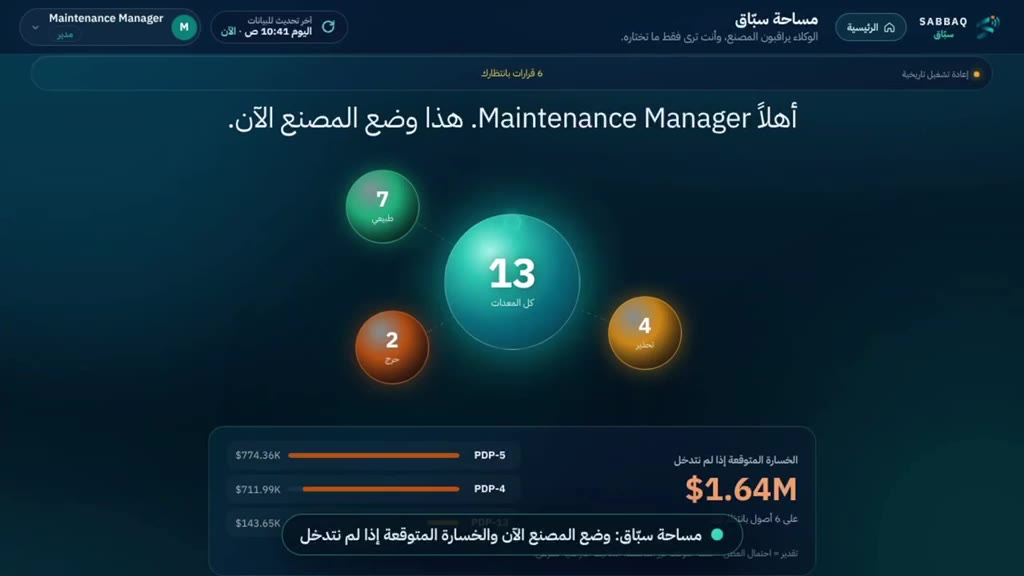 SABBAQ
سبّاق
الرئيسية
مساحة سبّاق
الوكلاء يراقبون المصنع، وأنت ترى فقط ما تختاره.
آخر تحديث للبيانات
اليوم 10:41 ص · الآن
M
Maintenance Manager
مدير
إعادة تشغيل تاريخية
6 قرارات بانتظارك
أهلاً Maintenance Manager. هذا وضع المصنع الآن.
7
طبيعي
13
كل المعدات
4
تحذير
2
حرج
الخسارة المتوقعة إذا لم نتدخل
$1.64M
على 6 أصول
PDP-5 $774.36K
PDP-4 $711.99K
PDP-13 $143.65K
مساحة سبّاق: وضع المصنع الآن والخسارة المتوقعة إذا لم نتدخل
تقدير = احتمال